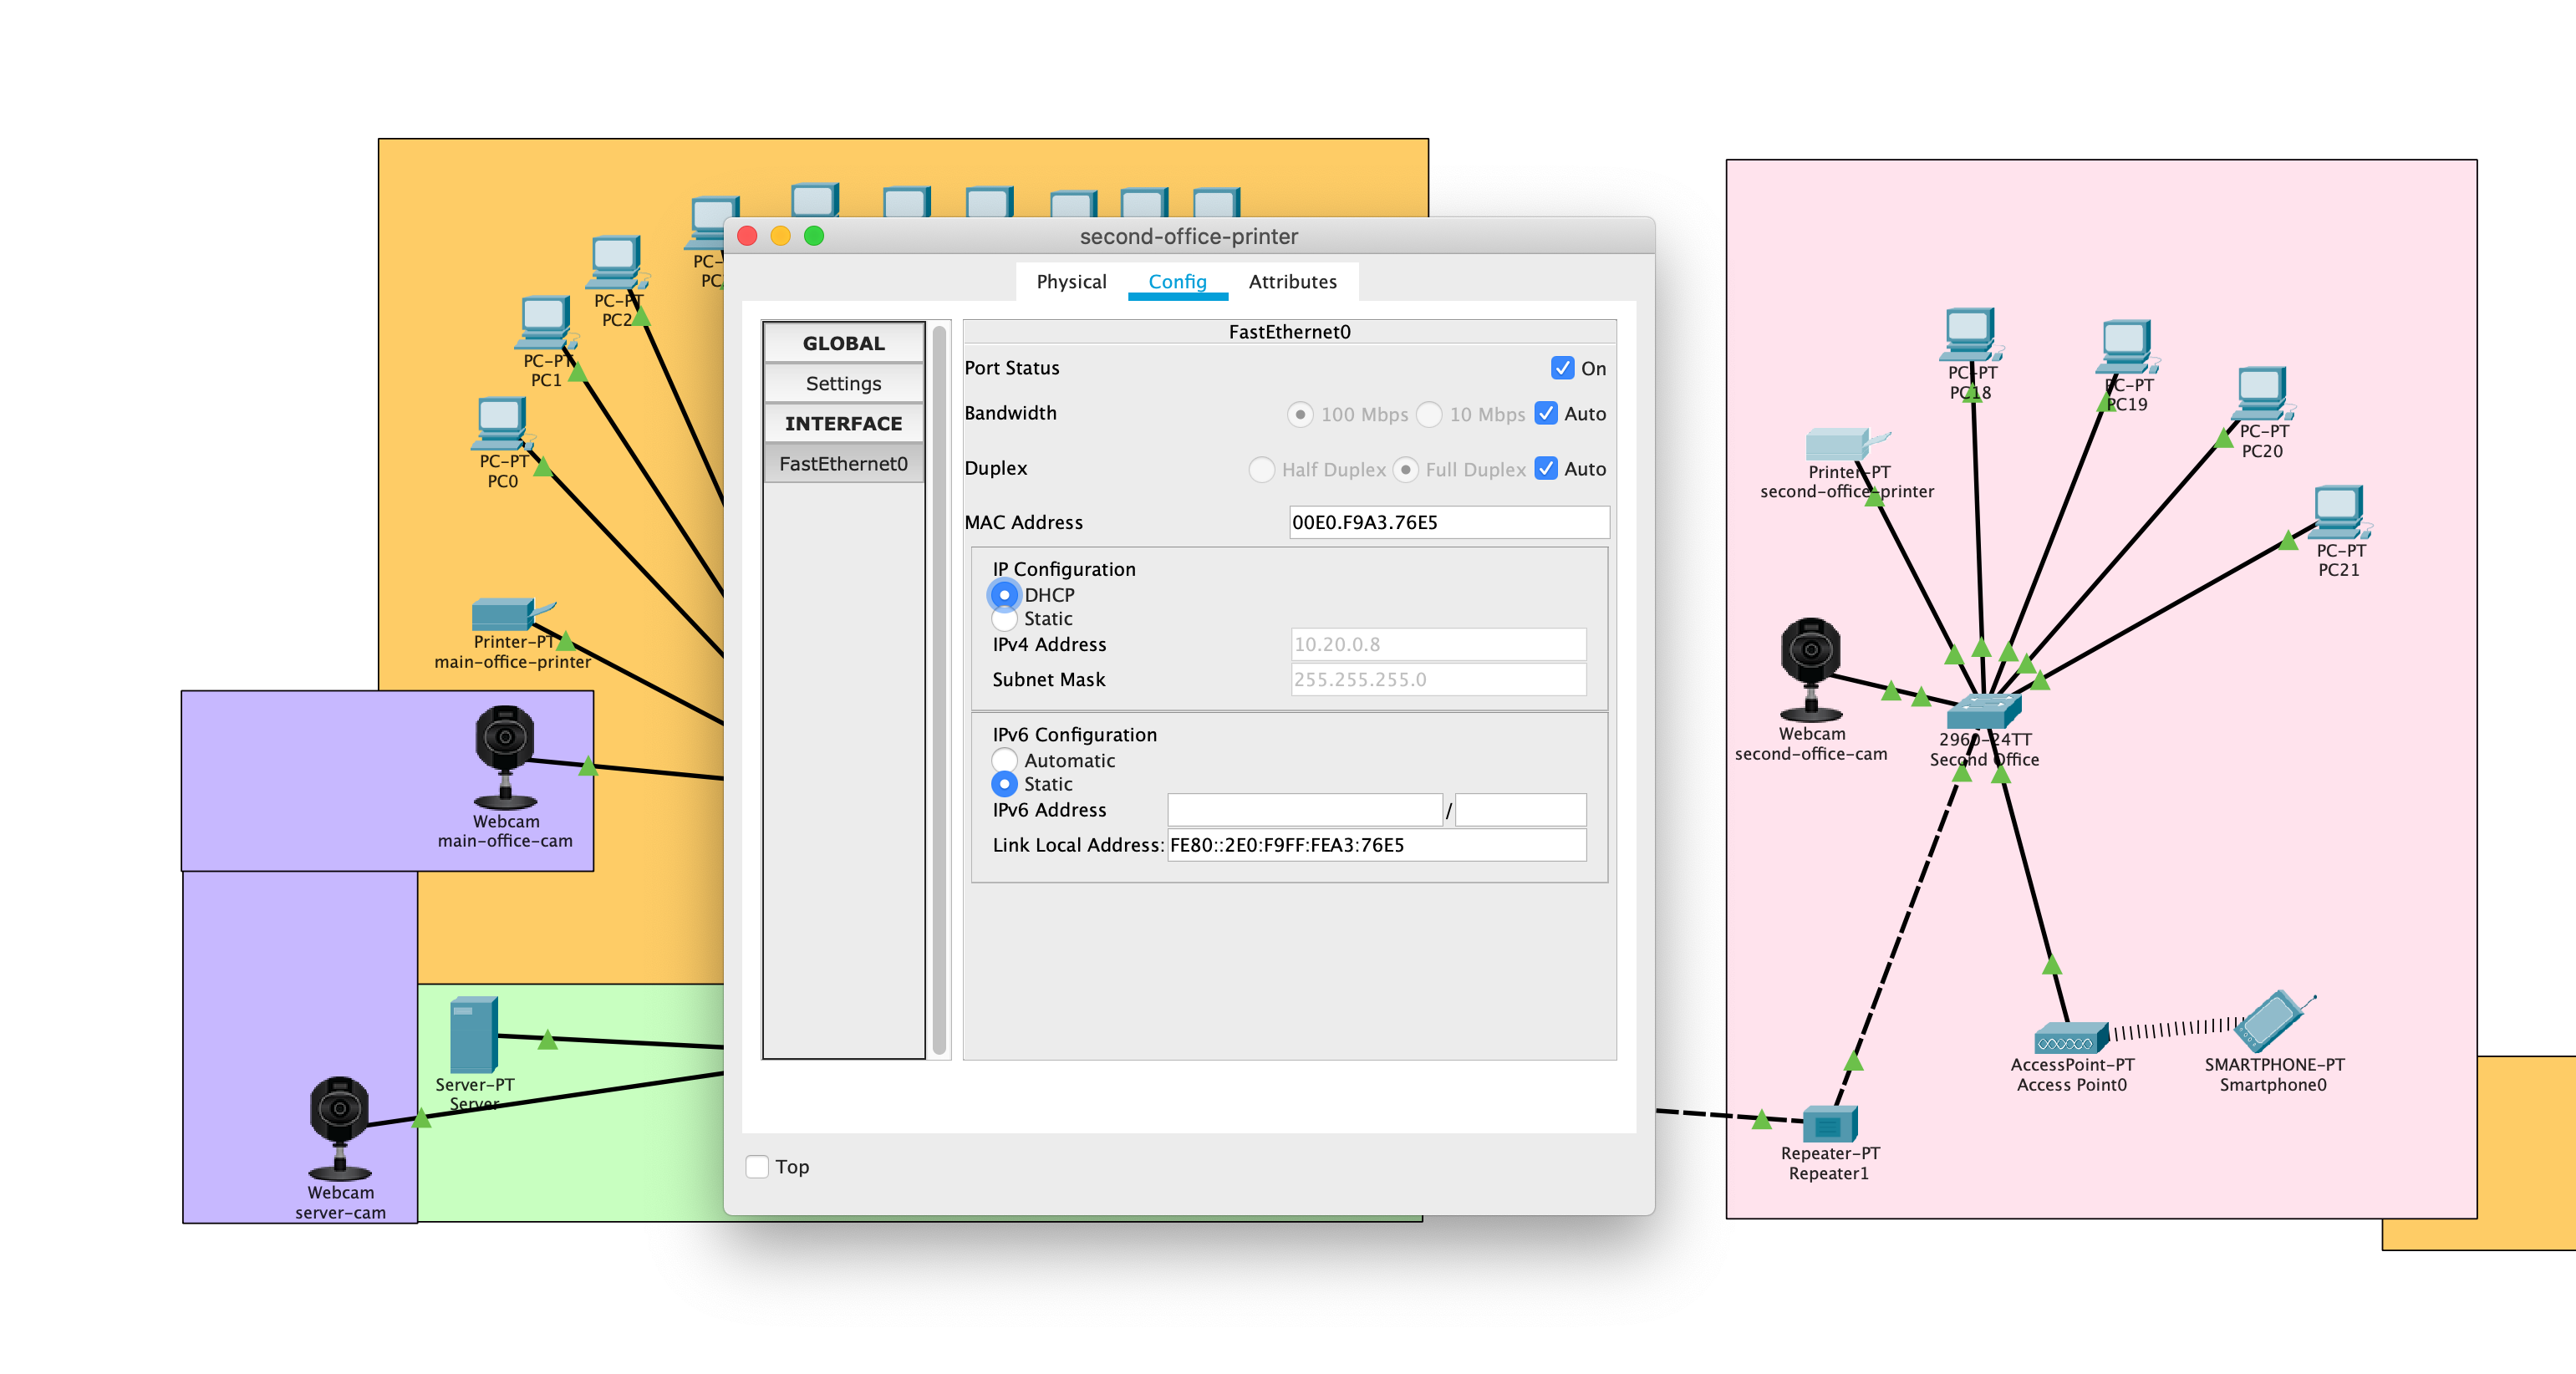 second-office-printer
Physical Config Attributes
GLOBAL
Settings
INTERFACE
FastEthernet0
FastEthernet0
Port Status On
Bandwidth 100 Mbps 10 Mbps Auto
Duplex Half Duplex Full Duplex Auto
MAC Address 00E0.F9A3.76E5
IP Configuration
DHCP
Static
IPv4 Address 10.20.0.8
Subnet Mask 255.255.255.0
IPv6 Configuration
Automatic
Static
IPv6 Address /
Link Local Address: FE80::2E0:F9FF:FEA3:76E5
Top
PC-
PC
PC-PT
PC2
PC-PT
PC1
PC-PT
PC0
Printer-PT
main-office-printer
Webcam
main-office-cam
Server-PT
Server
Webcam
server-cam
PC-PT
PC18
PC-PT
PC19
PC-PT
PC20
PC-PT
PC21
Printer-PT
second-office-printer
Webcam
second-office-cam
2960-24TT
Second Office
AccessPoint-PT
Access Point0
SMARTPHONE-PT
Smartphone0
Repeater-PT
Repeater1